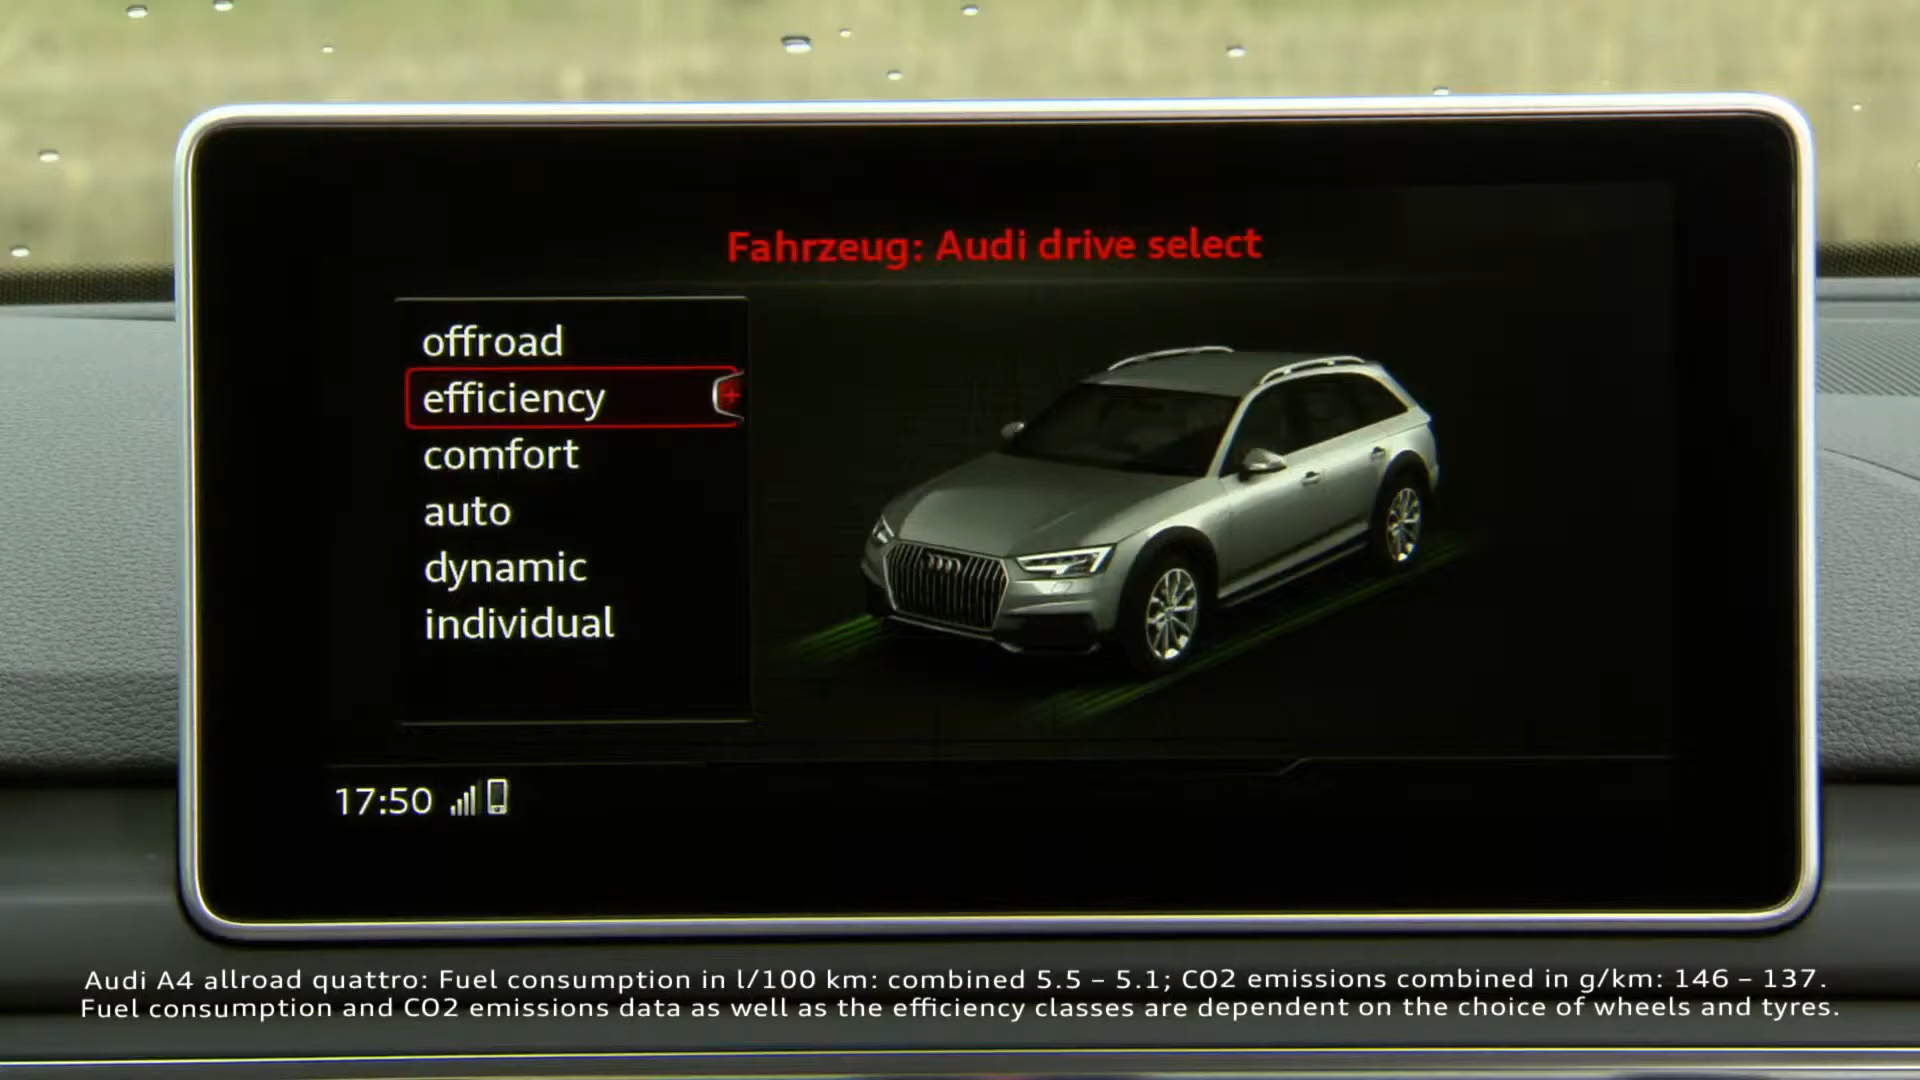 Fahrzeug: Audi drive select
offroad
efficiency
comfort
auto
dynamic
individual
17:50
Audi A4 allroad quattro: Fuel consumption in l/100 km: combined 5.5 – 5.1; CO2 emissions combined in g/km: 146 – 137.
Fuel consumption and CO2 emissions data as well as the efficiency classes are dependent on the choice of wheels and tyres.